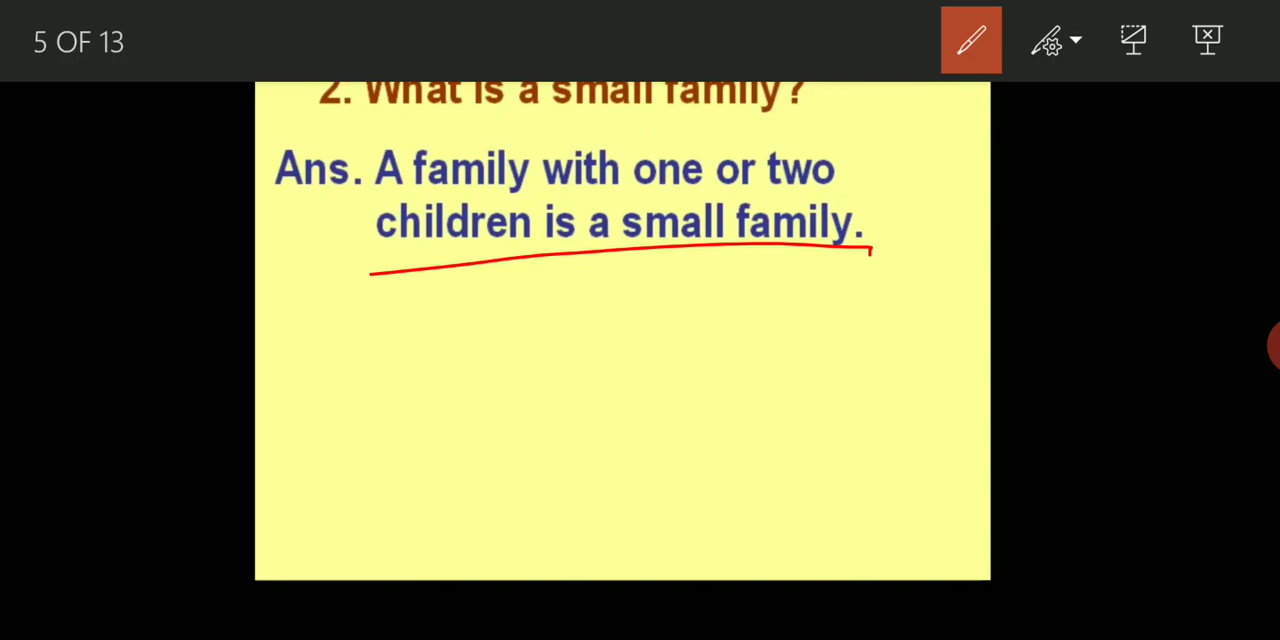 5 OF 13
2. What is a small family?
Ans. A family with one or two
children is a small family.